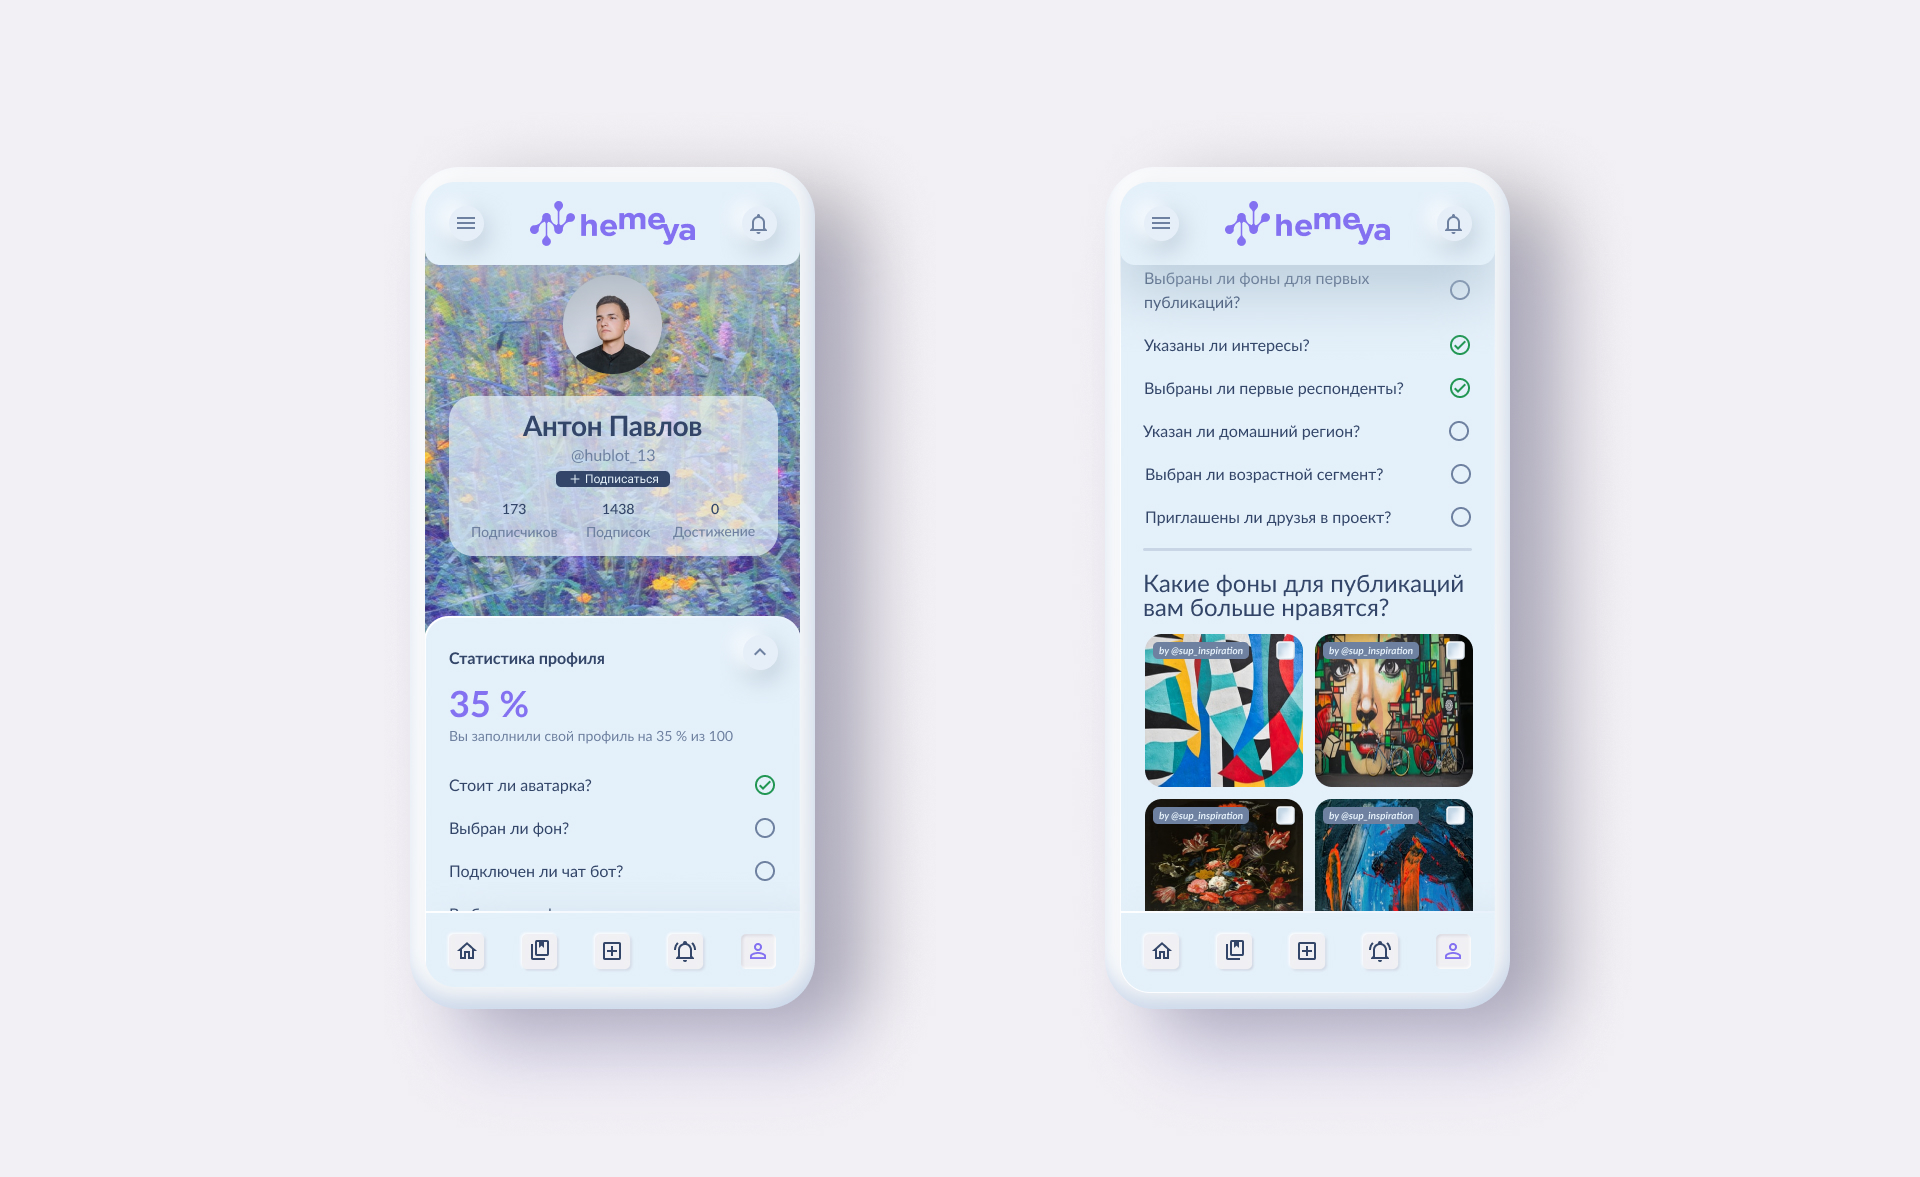 hemeya
Антон Павлов
@hublot_13
+ Подписаться
173 1438 0
Подписчиков Подписок Достижение
Статистика профиля
35 %
Вы заполнили свой профиль на 35 % из 100
Стоит ли аватарка?
Выбран ли фон?
Подключен ли чат бот?
hemeya
Выбраны ли фоны для первых
публикаций?
Указаны ли интересы?
Выбраны ли первые респонденты?
Указан ли домашний регион?
Выбран ли возрастной сегмент?
Приглашены ли друзья в проект?
Какие фоны для публикаций
вам больше нравятся?
by @sup_inspiration
by @sup_inspiration
by @sup_inspiration
by @sup_inspiration